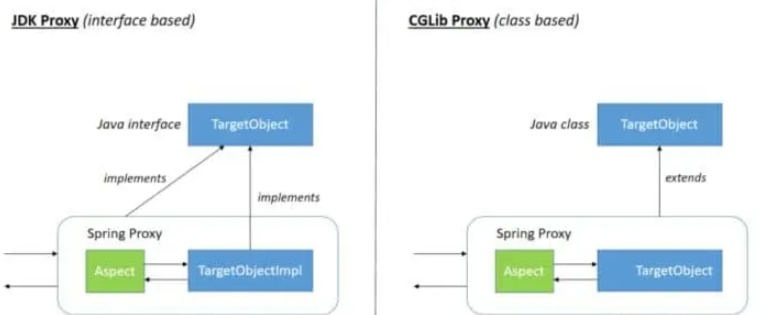 JDK Proxy (interface based)
Java interface
TargetObject
implements
implements
Spring Proxy
Aspect
TargetObjectImpl
CGLib Proxy (class based)
Java class
TargetObject
extends
Spring Proxy
Aspect
TargetObject